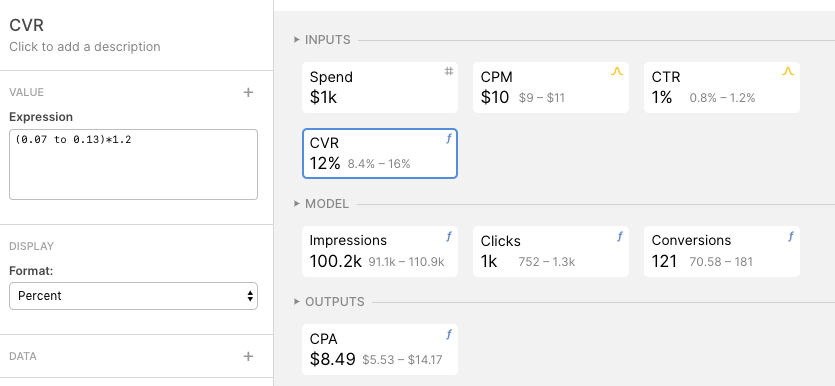 CVR
Click to add a description
VALUE +
Expression
(0.07 to 0.13)*1.2
DISPLAY
Format:
Percent
DATA +
INPUTS
Spend #
$1k
CPM
$10 $9 – $11
CTR
1% 0.8% – 1.2%
CVR ƒ
12% 8.4% – 16%
MODEL
Impressions ƒ
100.2k 91.1k – 110.9k
Clicks ƒ
1k 752 – 1.3k
Conversions ƒ
121 70.58 – 181
OUTPUTS
CPA ƒ
$8.49 $5.53 – $14.17